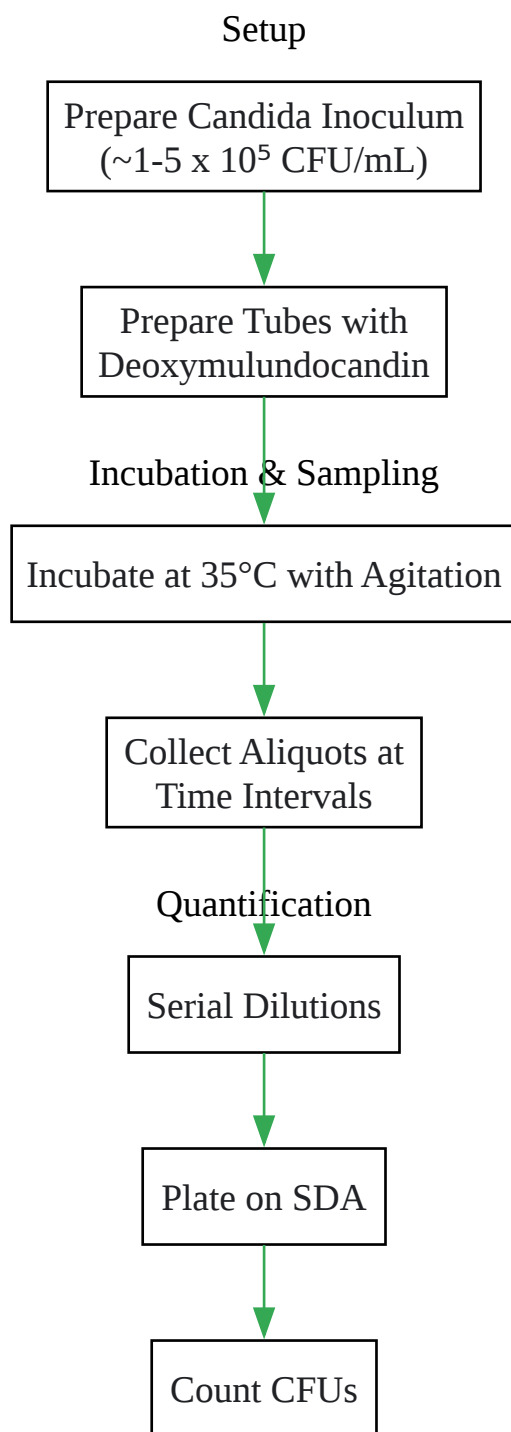 Setup
Prepare Candida Inoculum
(~1-5 x 10⁵ CFU/mL)
Prepare Tubes with
Deoxymulundocandin
Incubation & Sampling
Incubate at 35°C with Agitation
Collect Aliquots at
Time Intervals
Quantification
Serial Dilutions
Plate on SDA
Count CFUs